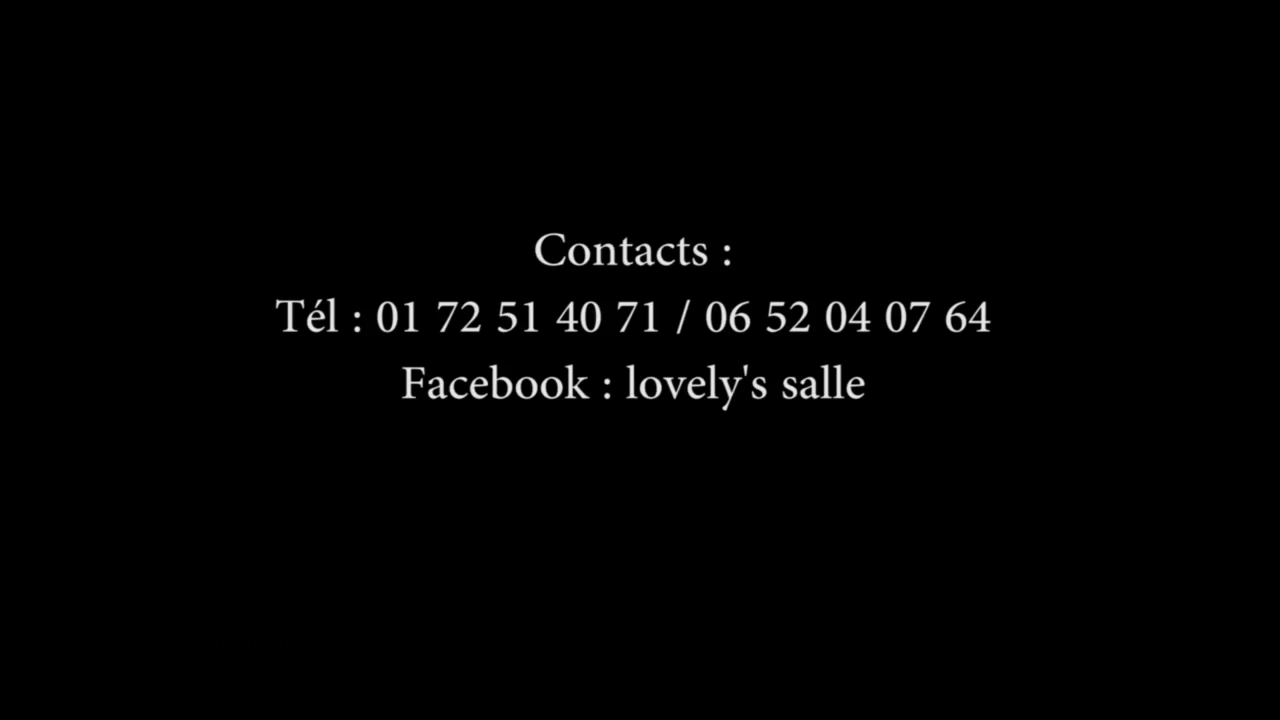 Contacts :
Tél : 01 72 51 40 71 / 06 52 04 07 64
Facebook : lovely's salle